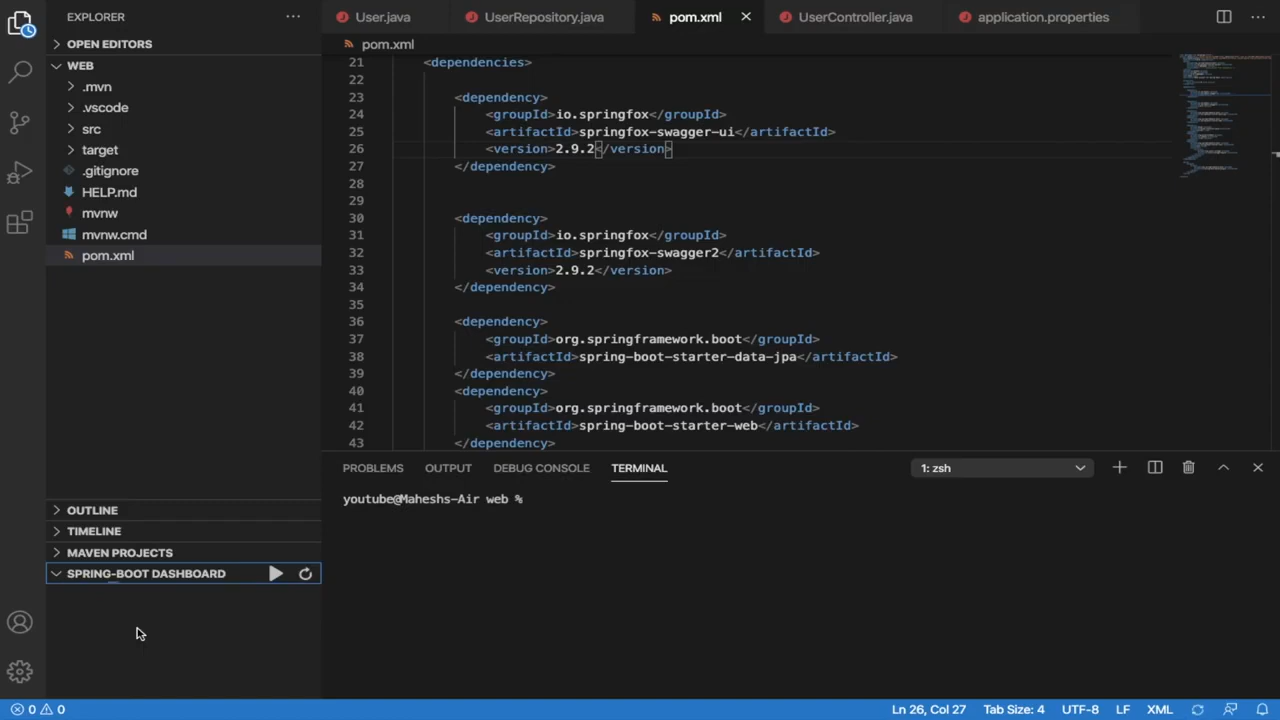 EXPLORER
OPEN EDITORS
WEB
.mvn
.vscode
src
target
.gitignore
HELP.md
mvnw
mvnw.cmd
pom.xml
OUTLINE
TIMELINE
MAVEN PROJECTS
SPRING-BOOT DASHBOARD
User.java UserRepository.java pom.xml UserController.java application.properties
pom.xml
21 <dependencies>
22
23 <dependency>
24 <groupId>io.springfox</groupId>
25 <artifactId>springfox-swagger-ui</artifactId>
26 <version>2.9.2</version>
27 </dependency>
28
29
30 <dependency>
31 <groupId>io.springfox</groupId>
32 <artifactId>springfox-swagger2</artifactId>
33 <version>2.9.2</version>
34 </dependency>
35
36 <dependency>
37 <groupId>org.springframework.boot</groupId>
38 <artifactId>spring-boot-starter-data-jpa</artifactId>
39 </dependency>
40 <dependency>
41 <groupId>org.springframework.boot</groupId>
42 <artifactId>spring-boot-starter-web</artifactId>
43 </dependency>
PROBLEMS OUTPUT DEBUG CONSOLE TERMINAL 1: zsh
youtube@Maheshs-Air web %
0 0 Ln 26, Col 27 Tab Size: 4 UTF-8 LF XML